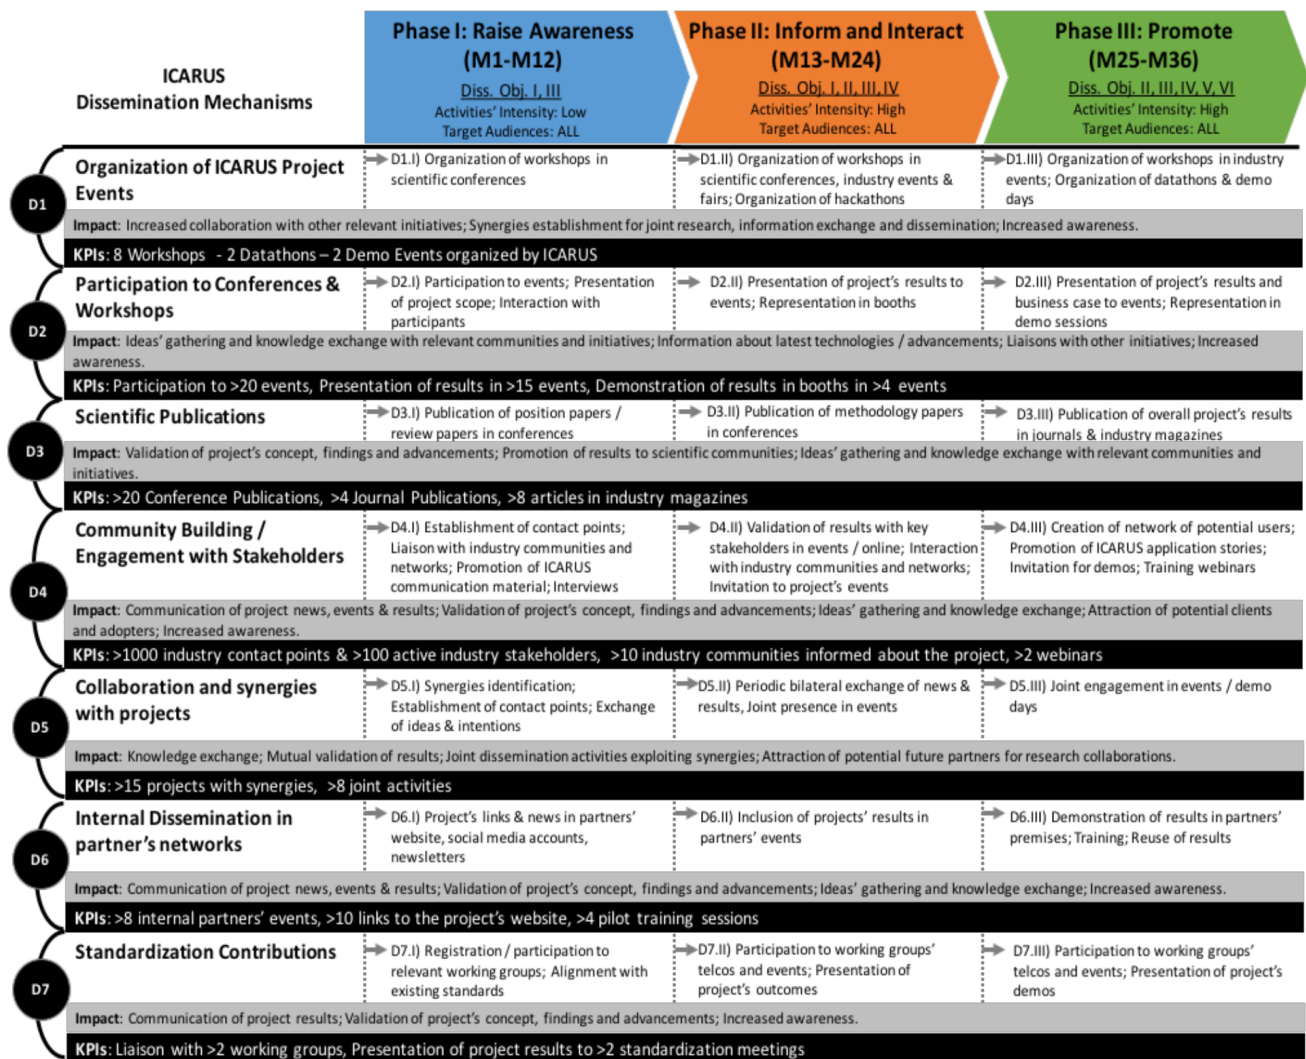 ICARUS
Dissemination Mechanisms
Phase I: Raise Awareness
(M1-M12)
Diss. Obj. I, III
Activities' Intensity: Low
Target Audiences: ALL
Phase II: Inform and Interact
(M13-M24)
Diss. Obj. I, II, III, IV
Activities' Intensity: High
Target Audiences: ALL
Phase III: Promote
(M25-M36)
Diss. Obj. II, III, IV, V, VI
Activities' Intensity: High
Target Audiences: ALL
D1
Organization of ICARUS Project
Events
D1.I) Organization of workshops in
scientific conferences
D1.II) Organization of workshops in
scientific conferences, industry events &
fairs; Organization of hackathons
D1.III) Organization of workshops in industry
events; Organization of datathons & demo
days
Impact: Increased collaboration with other relevant initiatives; Synergies establishment for joint research, information exchange and dissemination; Increased awareness.
KPIs: 8 Workshops - 2 Datathons – 2 Demo Events organized by ICARUS
D2
Participation to Conferences &
Workshops
D2.I) Participation to events; Presentation
of project scope; Interaction with
participants
D2.II) Presentation of project's results to
events; Representation in booths
D2.III) Presentation of project's results and
business case to events; Representation in
demo sessions
Impact: Ideas' gathering and knowledge exchange with relevant communities and initiatives; Information about latest technologies / advancements; Liaisons with other initiatives; Increased
awareness.
KPIs: Participation to >20 events, Presentation of results in >15 events, Demonstration of results in booths in >4 events
D3
Scientific Publications
D3.I) Publication of position papers /
review papers in conferences
D3.II) Publication of methodology papers
in conferences
D3.III) Publication of overall project's results
in journals & industry magazines
Impact: Validation of project's concept, findings and advancements; Promotion of results to scientific communities; Ideas' gathering and knowledge exchange with relevant communities and
initiatives.
KPIs: >20 Conference Publications, >4 Journal Publications, >8 articles in industry magazines
D4
Community Building /
Engagement with Stakeholders
D4.I) Establishment of contact points;
Liaison with industry communities and
networks; Promotion of ICARUS
communication material; Interviews
D4.II) Validation of results with key
stakeholders in events / online; Interaction
with industry communities and networks;
Invitation to project's events
D4.III) Creation of network of potential users;
Promotion of ICARUS application stories;
Invitation for demos; Training webinars
Impact: Communication of project news, events & results; Validation of project's concept, findings and advancements; Ideas' gathering and knowledge exchange; Attraction of potential clients
and adopters; Increased awareness.
KPIs: >1000 industry contact points & >100 active industry stakeholders, >10 industry communities informed about the project, >2 webinars
D5
Collaboration and synergies
with projects
D5.I) Synergies identification;
Establishment of contact points; Exchange
of ideas & intentions
D5.II) Periodic bilateral exchange of news &
results, Joint presence in events
D5.III) Joint engagement in events / demo
days
Impact: Knowledge exchange; Mutual validation of results; Joint dissemination activities exploiting synergies; Attraction of potential future partners for research collaborations.
KPIs: >15 projects with synergies, >8 joint activities
D6
Internal Dissemination in
partner's networks
D6.I) Project's links & news in partners'
website, social media accounts,
newsletters
D6.II) Inclusion of projects' results in
partners' events
D6.III) Demonstration of results in partners'
premises; Training; Reuse of results
Impact: Communication of project news, events & results; Validation of project's concept, findings and advancements; Ideas' gathering and knowledge exchange; Increased awareness.
KPIs: >8 internal partners' events, >10 links to the project's website, >4 pilot training sessions
D7
Standardization Contributions
D7.I) Registration / participation to
relevant working groups; Alignment with
existing standards
D7.II) Participation to working groups'
telcos and events; Presentation of
project's outcomes
D7.III) Participation to working groups'
telcos and events; Presentation of project's
demos
Impact: Communication of project results; Validation of project's concept, findings and advancements; Increased awareness.
KPIs: Liaison with >2 working groups, Presentation of project results to >2 standardization meetings